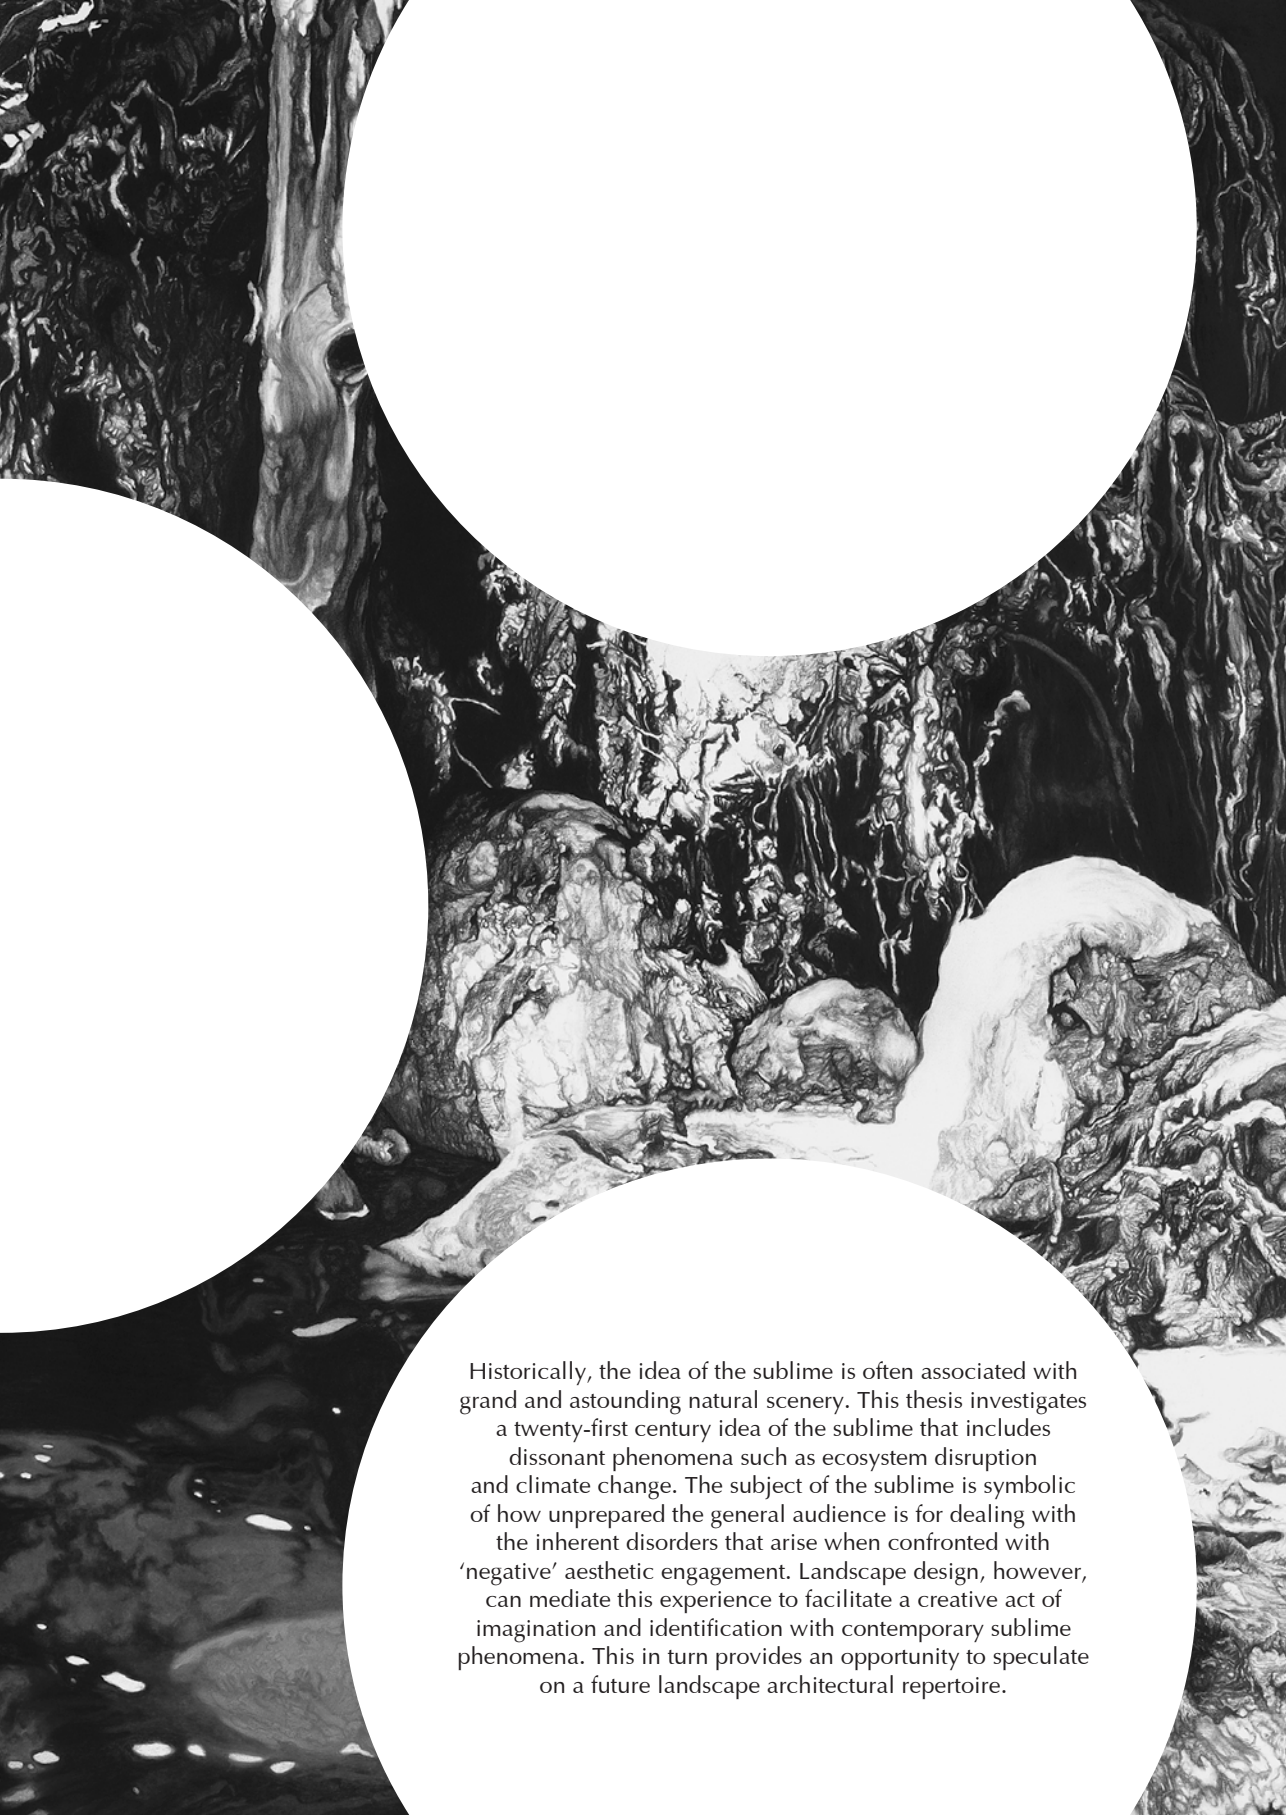 Historically, the idea of the sublime is often associated with
grand and astounding natural scenery. This thesis investigates
a twenty-first century idea of the sublime that includes
dissonant phenomena such as ecosystem disruption
and climate change. The subject of the sublime is symbolic
of how unprepared the general audience is for dealing with
the inherent disorders that arise when confronted with
‘negative’ aesthetic engagement. Landscape design, however,
can mediate this experience to facilitate a creative act of
imagination and identification with contemporary sublime
phenomena. This in turn provides an opportunity to speculate
on a future landscape architectural repertoire.